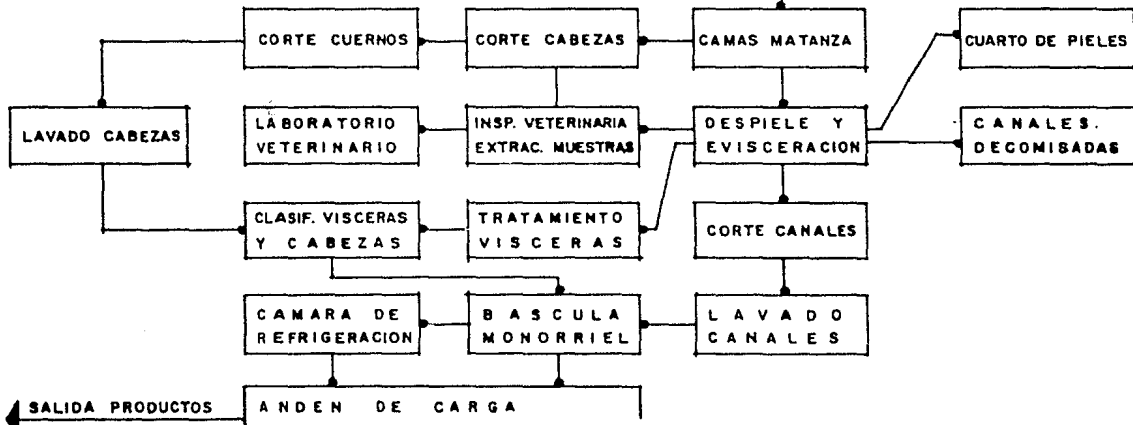 CORTE CUERNOS
CORTE CABEZAS
CAMAS MATANZA
CUARTO DE PIELES
LAVADO CABEZAS
LABORATORIO
VETERINARIO
INSP. VETERINARIA
EXTRAC. MUESTRAS
DESPIELE Y
EVISCERACION
CANALES.
DECOMISADAS
CLASIF. VISCERAS
Y CABEZAS
TRATAMIENTO
VISCERAS
CORTE CANALES
CAMARA DE
REFRIGERACION
BASCULA
MONORRIEL
LAVADO
CANALES
SALIDA PRODUCTOS
ANDEN DE CARGA